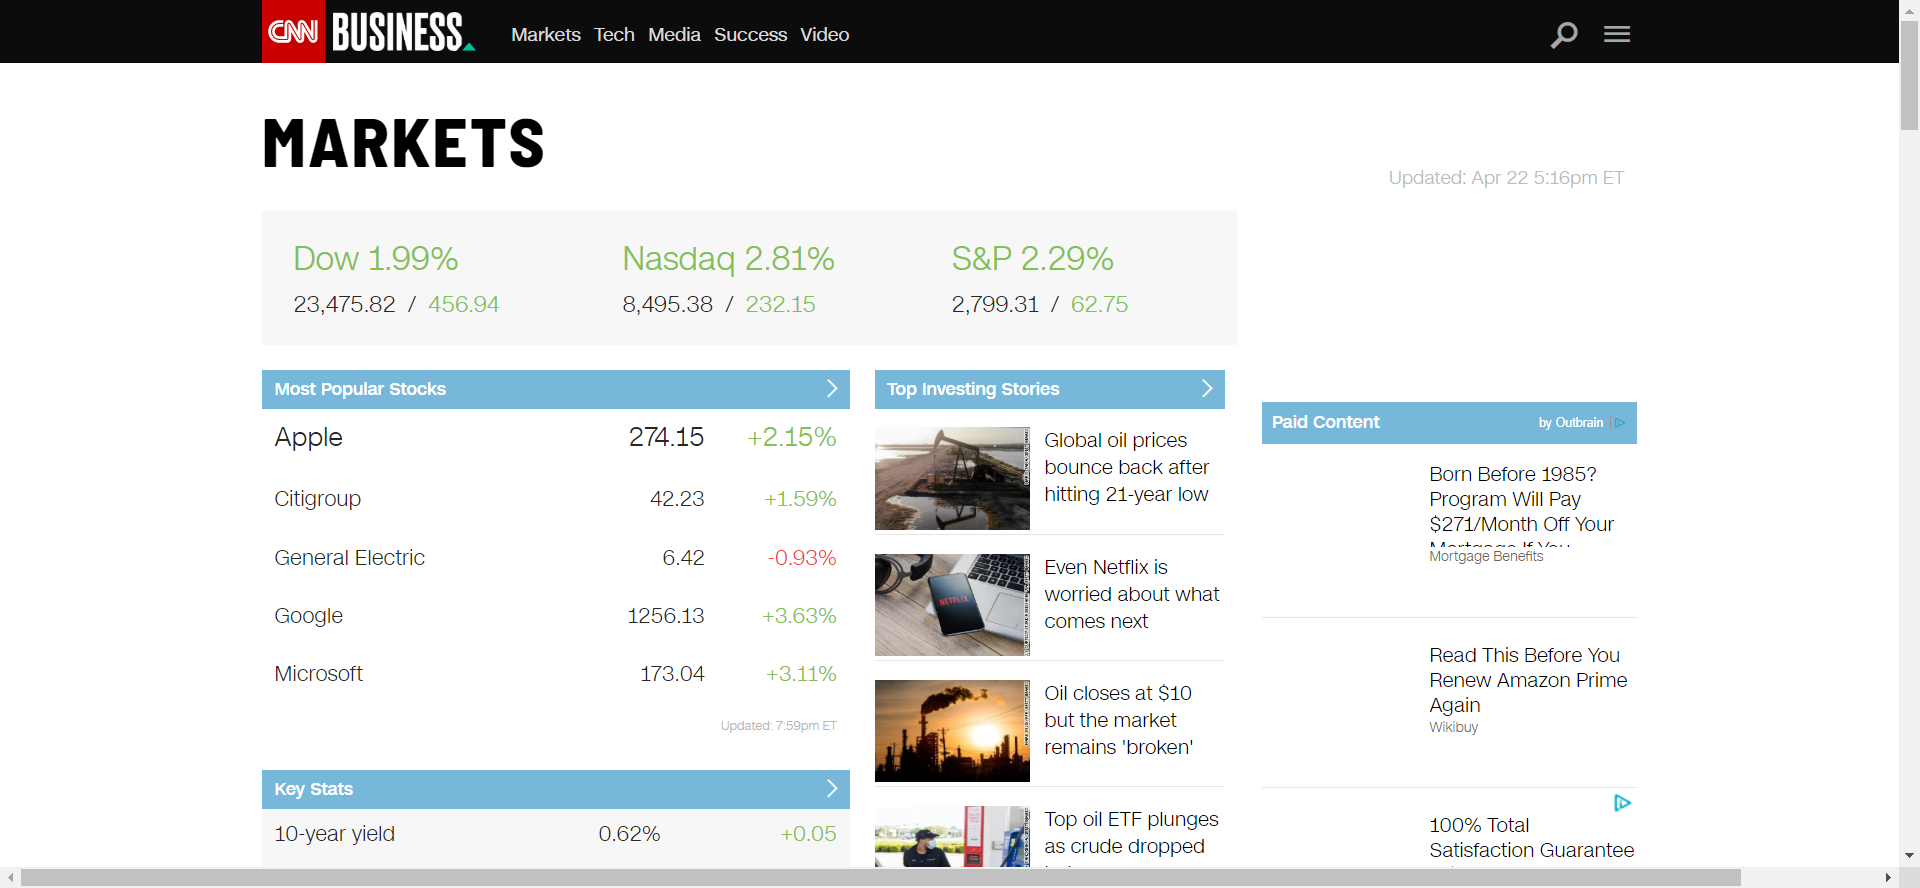 CNN BUSINESS Markets Tech Media Success Video
MARKETS
Updated: Apr 22 5:16pm ET
Dow 1.99%
23,475.82 / 456.94
Nasdaq 2.81%
8,495.38 / 232.15
S&P 2.29%
2,799.31 / 62.75
Most Popular Stocks
Apple 274.15 +2.15%
Citigroup 42.23 +1.59%
General Electric 6.42 -0.93%
Google 1256.13 +3.63%
Microsoft 173.04 +3.11%
Updated: 7:59pm ET
Key Stats
10-year yield 0.62% +0.05
Top Investing Stories
Global oil prices
bounce back after
hitting 21-year low
NETFLIX
Even Netflix is
worried about what
comes next
Oil closes at $10
but the market
remains 'broken'
Top oil ETF plunges
as crude dropped
Paid Content
by Outbrain
Born Before 1985?
Program Will Pay
$271/Month Off Your
Mortgage If You
Mortgage Benefits
Read This Before You
Renew Amazon Prime
Again
Wikibuy
100% Total
Satisfaction Guarantee